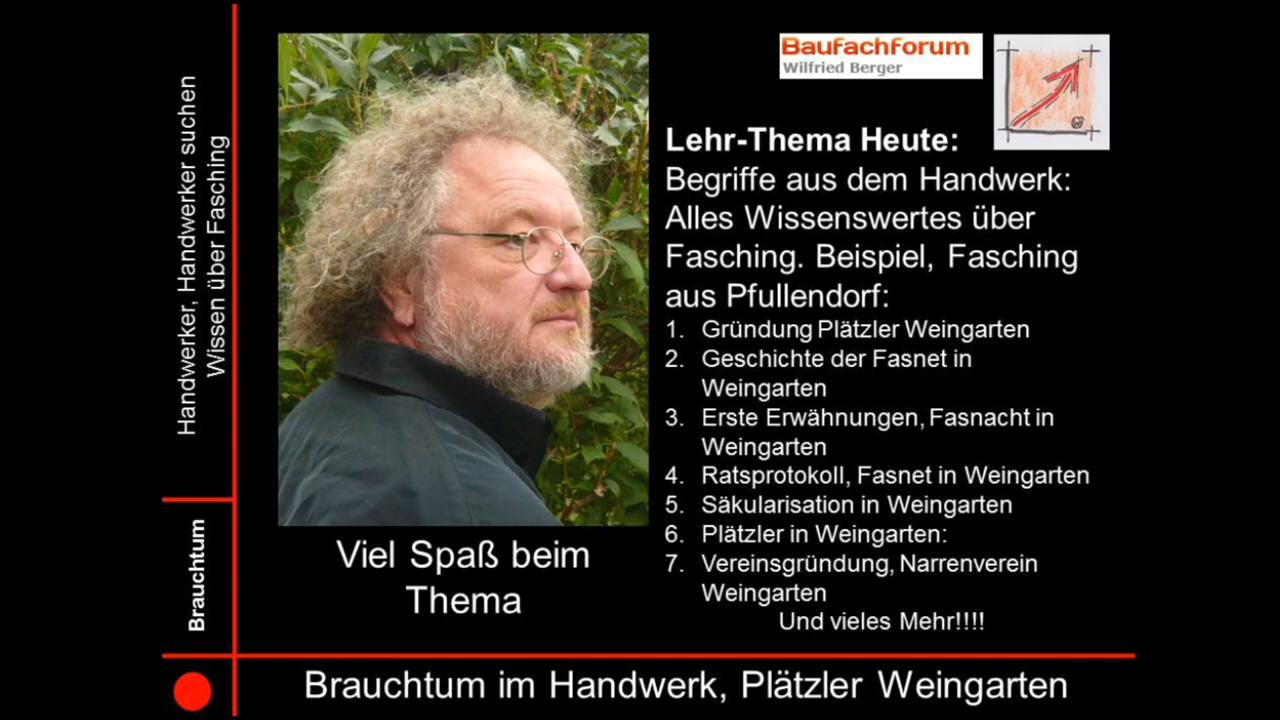 Handwerker, Handwerker suchen
Wissen über Fasching
Brauchtum
Baufachforum
Wilfried Berger
Lehr-Thema Heute:
Begriffe aus dem Handwerk:
Alles Wissenswertes über
Fasching. Beispiel, Fasching
aus Pfullendorf:
1. Gründung Plätzler Weingarten
2. Geschichte der Fasnet in
Weingarten
3. Erste Erwähnungen, Fasnacht in
Weingarten
4. Ratsprotokoll, Fasnet in Weingarten
5. Säkularisation in Weingarten
6. Plätzler in Weingarten:
7. Vereinsgründung, Narrenverein
Weingarten
Und vieles Mehr!!!!
Viel Spaß beim
Thema
Brauchtum im Handwerk, Plätzler Weingarten